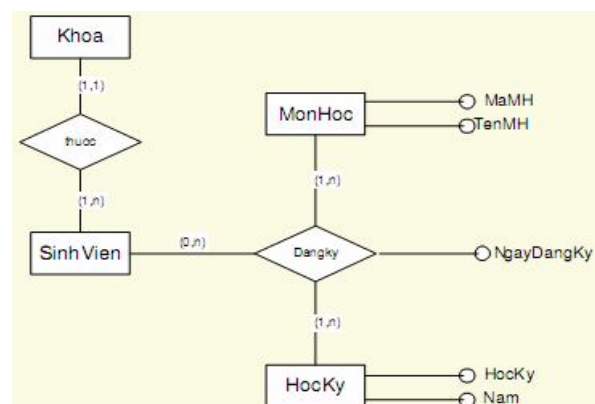 Khoa
(1,1)
thuoc
(1,n)
SinhVien
(0,n)
MonHoc
MaMH
TenMH
(1,n)
Dangky
NgayDangKy
(1,n)
HocKy
HocKy
Nam